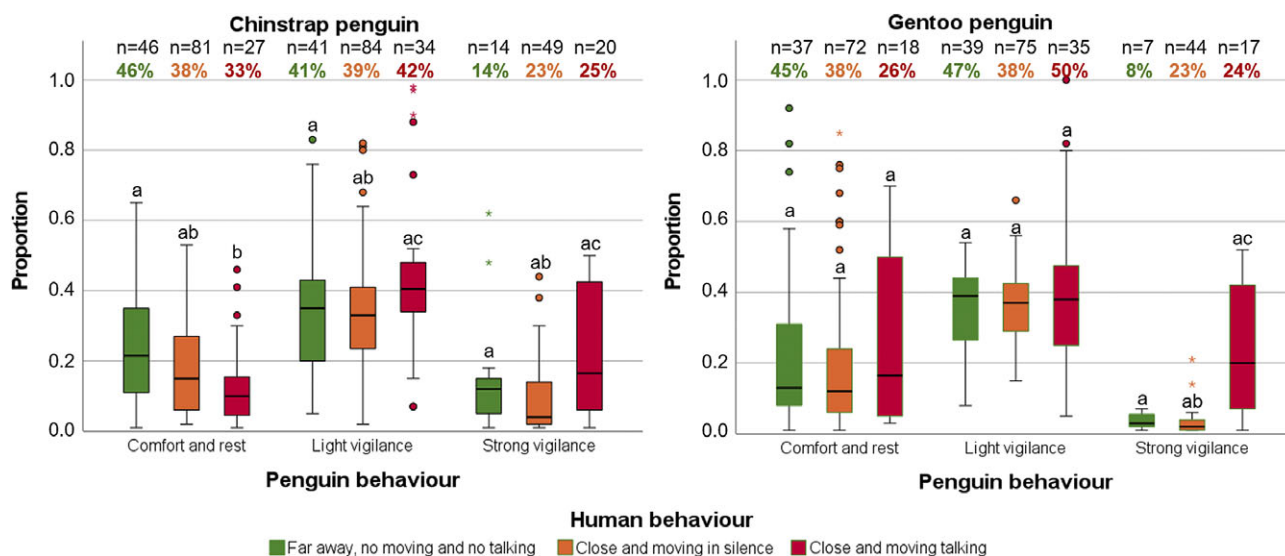 Chinstrap penguin
n=46 n=81 n=27 n=41 n=84 n=34 n=14 n=49 n=20
46% 38% 33% 41% 39% 42% 14% 23% 25%
1.0
0.8
0.6
0.4
0.2
0.0
Proportion
a ab b a ab ac a ab ac
Comfort and rest Light vigilance Strong vigilance
Penguin behaviour
Gentoo penguin
n=37 n=72 n=18 n=39 n=75 n=35 n=7 n=44 n=17
45% 38% 26% 47% 38% 50% 8% 23% 24%
1.0
0.8
0.6
0.4
0.2
0.0
Proportion
a a a a a a a ab ac
Comfort and rest Light vigilance Strong vigilance
Penguin behaviour
Human behaviour
Far away, no moving and no talking Close and moving in silence Close and moving talking